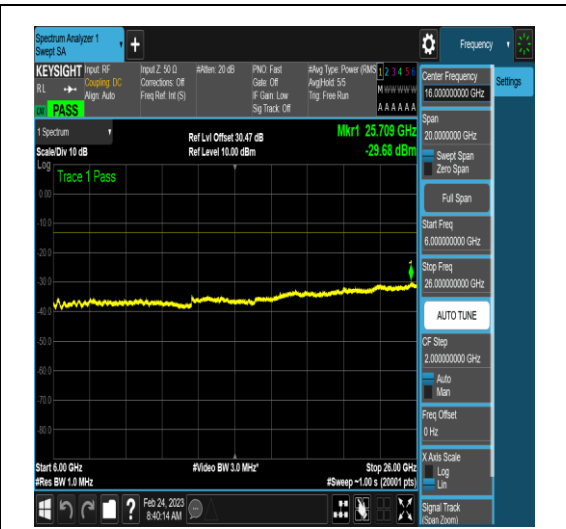 Spectrum Analyzer 1
Swept SA
Frequency
KEYSIGHT
RL
Input: RF
Coupling: DC
Align: Auto
Input Z: 50 Ω
Corrections: Off
Freq Ref: Int (S)
#Atten: 20 dB
PNO: Fast
Gate: Off
IF Gain: Low
Sig Track: Off
#Avg Type: Power (RMS
Avg|Hold: 5/5
Trig: Free Run
1 2 3 4 5 6
M W W W W W
A A A A A A
PASS
1 Spectrum
Scale/Div 10 dB
Ref Lvl Offset 30.47 dB
Ref Level 10.00 dBm
Mkr1 25.709 GHz
-29.68 dBm
Log
Trace 1 Pass
0.00
-10.0
-20.0
-30.0
-40.0
-50.0
-60.0
-70.0
-80.0
1
Start 6.00 GHz
#Res BW 1.0 MHz
#Video BW 3.0 MHz*
Stop 26.00 GHz
#Sweep ~1.00 s (20001 pts)
Center Frequency
16.000000000 GHz
Settings
Span
20.0000000 GHz
Swept Span
Zero Span
Full Span
Start Freq
6.000000000 GHz
Stop Freq
26.000000000 GHz
AUTO TUNE
CF Step
2.000000000 GHz
Auto
Man
Freq Offset
0 Hz
X Axis Scale
Log
Lin
Signal Track
(Span Zoom)
?
Feb 24, 2023
8:40:14 AM